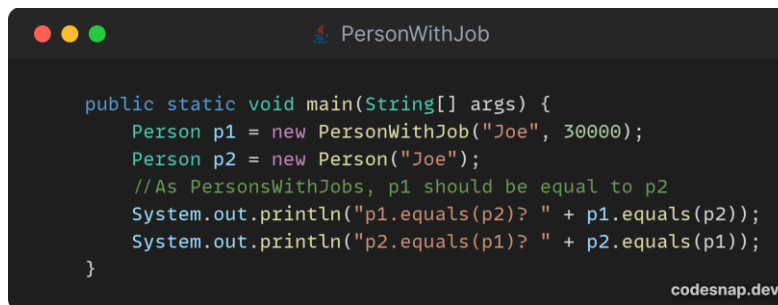 PersonWithJob
public static void main(String[] args) {
Person p1 = new PersonWithJob("Joe", 30000);
Person p2 = new Person("Joe");
//As PersonsWithJobs, p1 should be equal to p2
System.out.println("p1.equals(p2)? " + p1.equals(p2));
System.out.println("p2.equals(p1)? " + p2.equals(p1));
}
codesnap.dev